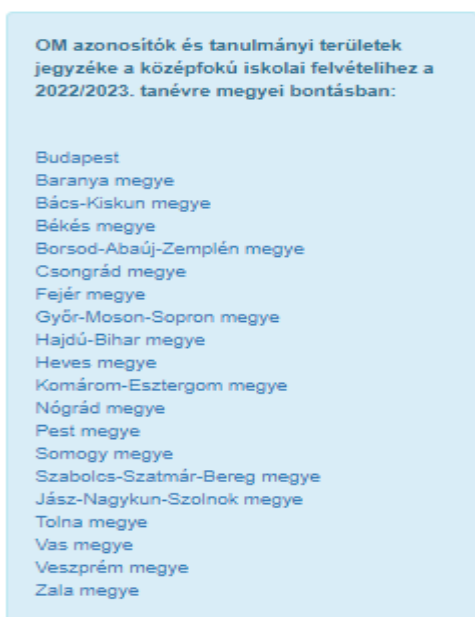 OM azonosítók és tanulmányi területek
jegyzéke a középfokú iskolai felvételihez a
2022/2023. tanévre megyei bontásban:
Budapest
Baranya megye
Bács-Kiskun megye
Békés megye
Borsod-Abaúj-Zemplén megye
Csongrád megye
Fejér megye
Győr-Moson-Sopron megye
Hajdú-Bihar megye
Heves megye
Komárom-Esztergom megye
Nógrád megye
Pest megye
Somogy megye
Szabolcs-Szatmár-Bereg megye
Jász-Nagykun-Szolnok megye
Tolna megye
Vas megye
Veszprém megye
Zala megye